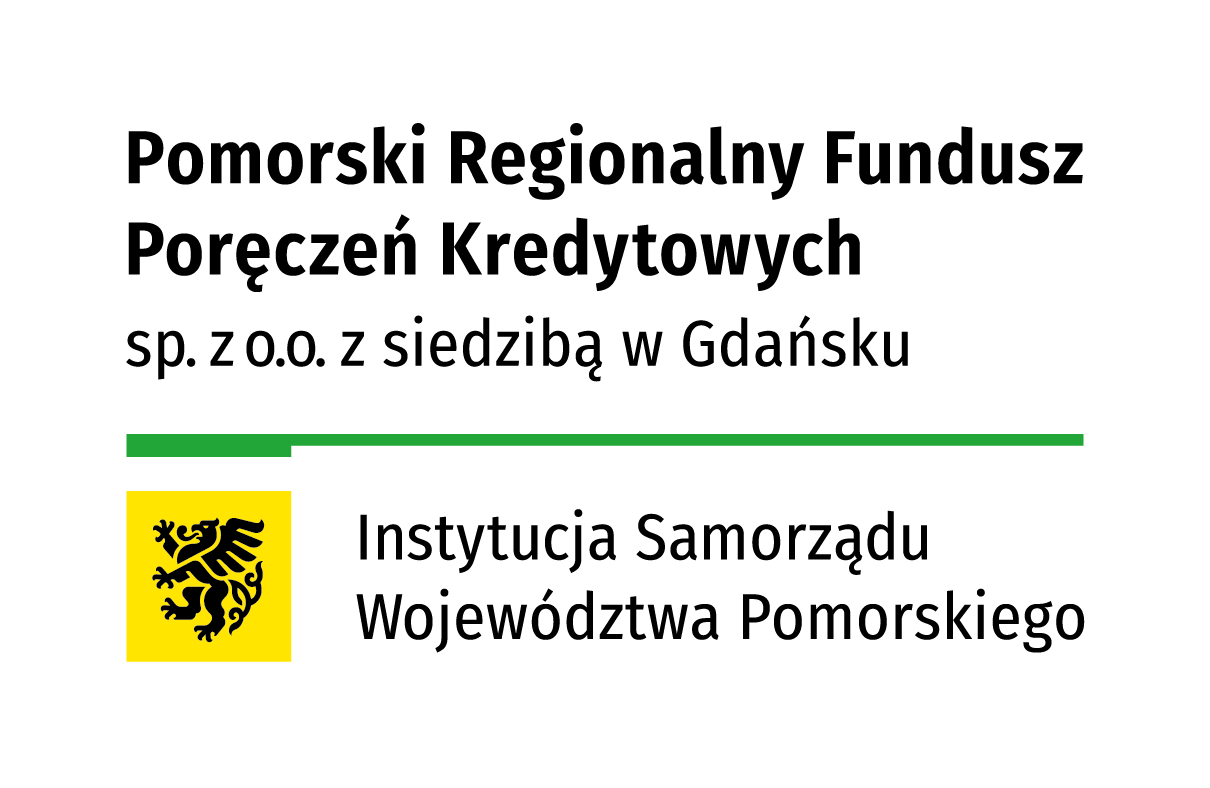 Pomorski Regionalny Fundusz
Poręczeń Kredytowych
sp. z o.o. z siedzibą w Gdańsku
Instytucja Samorządu
Województwa Pomorskiego